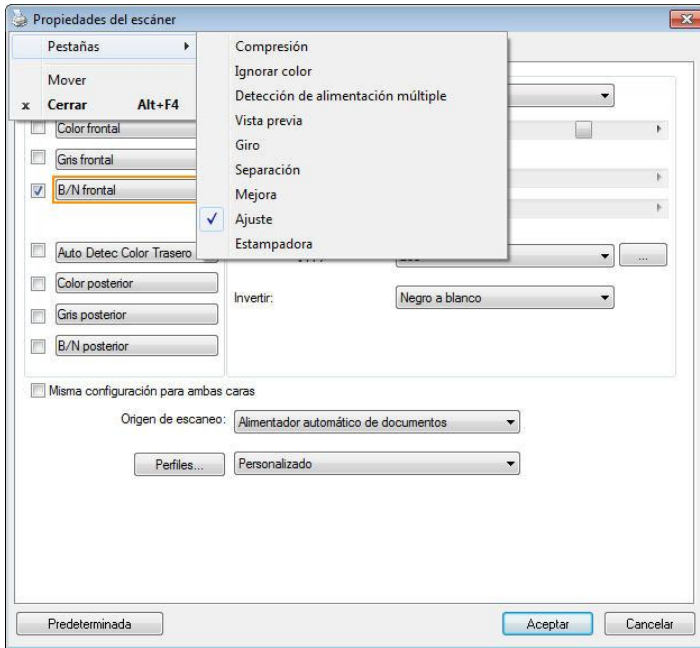 Propiedades del escáner
Pestañas
Mover
x Cerrar Alt+F4
Compresión
Ignorar color
Detección de alimentación múltiple
Vista previa
Giro
Separación
Mejora
Ajuste
Estampadora
Color frontal
Gris frontal
B/N frontal
Auto Detec Color Trasero
Color posterior
Gris posterior
B/N posterior
...
Invertir: Negro a blanco
Misma configuración para ambas caras
Origen de escaneo: Alimentador automático de documentos
Perfiles... Personalizado
Predeterminada Aceptar Cancelar